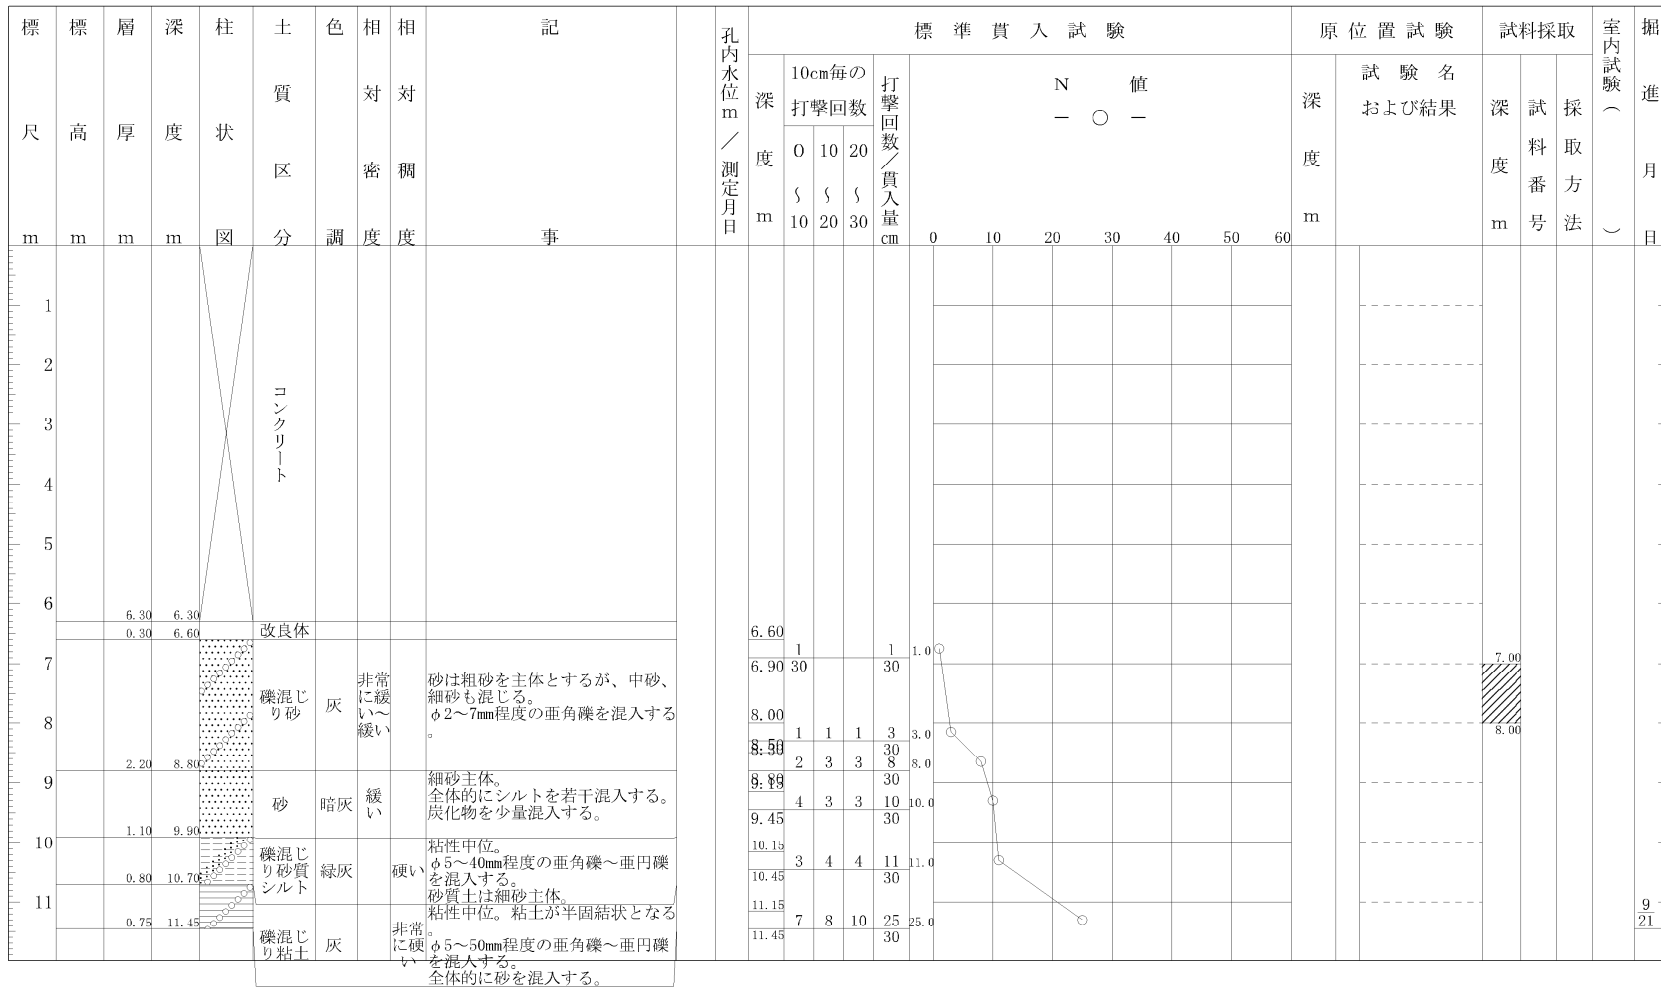 標尺m
標高m
層厚m
深度m
柱状図
土質区分
色調
相対密度
相対稠度
記事
孔内水位m／測定月日
標準貫入試験
深度m
10cm毎の
打撃回数
0～10
10～20
20～30
打撃回数／貫入量cm
N 値
－○－
0 10 20 30 40 50 60
原位置試験
深度m
試験名
および結果
試料採取
深度m
試料番号
採取方法
室内試験（ ）
掘進月日
1
2
3
4
5
6
7
8
9
10
11
コンクリート
6.30 6.30
0.30 6.60
改良体
2.20 8.80
礫混じ
り砂
灰
非常
に緩
い～
緩い
砂は粗砂を主体とするが、中砂、
細砂も混じる。
φ2～7mm程度の亜角礫を混入する
。
1.10 9.90
砂
暗灰
緩
い
細砂主体。
全体的にシルトを若干混入する。
炭化物を少量混入する。
0.80 10.70
礫混じ
り砂質
シルト
緑灰
硬い
粘性中位。
φ5～40mm程度の亜角礫～亜円礫
を混入する。
砂質土は細砂主体。
0.75 11.45
礫混じ
り粘土
灰
非常
に硬
い
粘性中位。粘土が半固結状となる
。
φ5～50mm程度の亜角礫～亜円礫
を混入する。
全体的に砂を混入する。
6.60
1 1 1.0
6.90 30 30
8.00
1 1 1 3 3.0
8.30 30
8.50
2 3 3 8 8.0
8.80 30
9.15
4 3 3 10 10.0
9.45 30
10.15
3 4 4 11 11.0
10.45 30
11.15
7 8 10 25 25.0
11.45 30
7.00
8.00
9
21